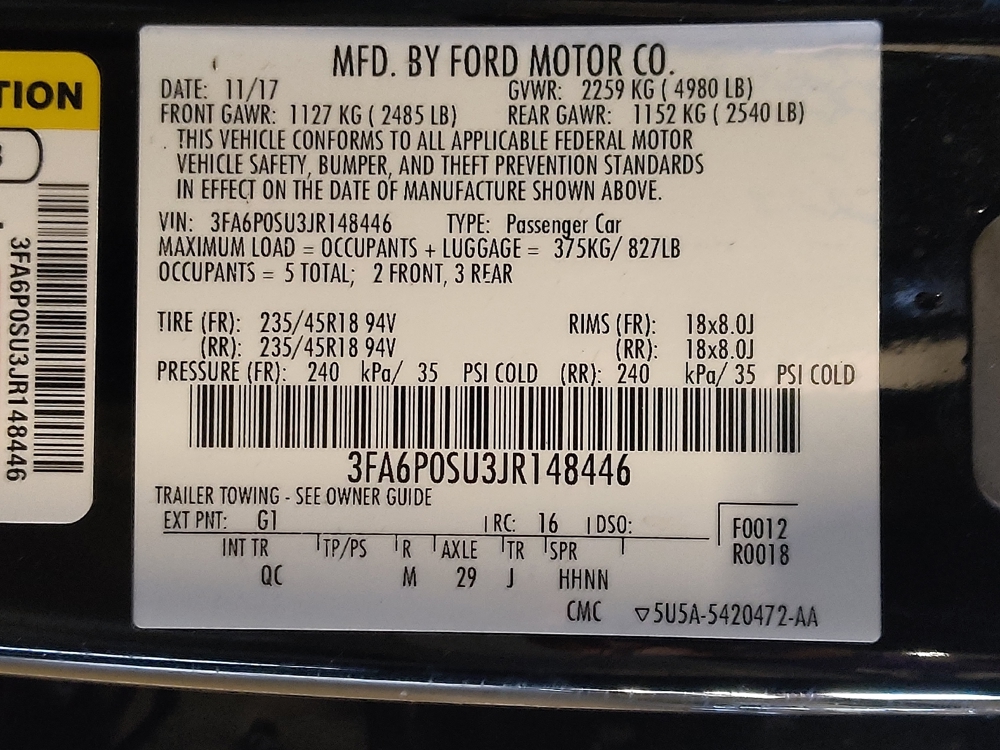 TION
3FA6P0SU3JR148446
MFD. BY FORD MOTOR CO.
DATE: 11/17 GVWR: 2259 KG ( 4980 LB)
FRONT GAWR: 1127 KG ( 2485 LB) REAR GAWR: 1152 KG ( 2540 LB)
THIS VEHICLE CONFORMS TO ALL APPLICABLE FEDERAL MOTOR
VEHICLE SAFETY, BUMPER, AND THEFT PREVENTION STANDARDS
IN EFFECT ON THE DATE OF MANUFACTURE SHOWN ABOVE.
VIN: 3FA6P0SU3JR148446 TYPE: Passenger Car
MAXIMUM LOAD = OCCUPANTS + LUGGAGE = 375KG/ 827LB
OCCUPANTS = 5 TOTAL; 2 FRONT, 3 REAR
TIRE (FR): 235/45R18 94V RIMS (FR): 18x8.0J
(RR): 235/45R18 94V (RR): 18x8.0J
PRESSURE (FR): 240 kPa/ 35 PSI COLD (RR): 240 kPa/ 35 PSI COLD
3FA6P0SU3JR148446
TRAILER TOWING - SEE OWNER GUIDE
EXT PNT: G1 RC: 16 DSO:
F0012
R0018
INT TR TP/PS R AXLE TR SPR
QC M 29 J HHNN
CMC ▽5U5A-5420472-AA